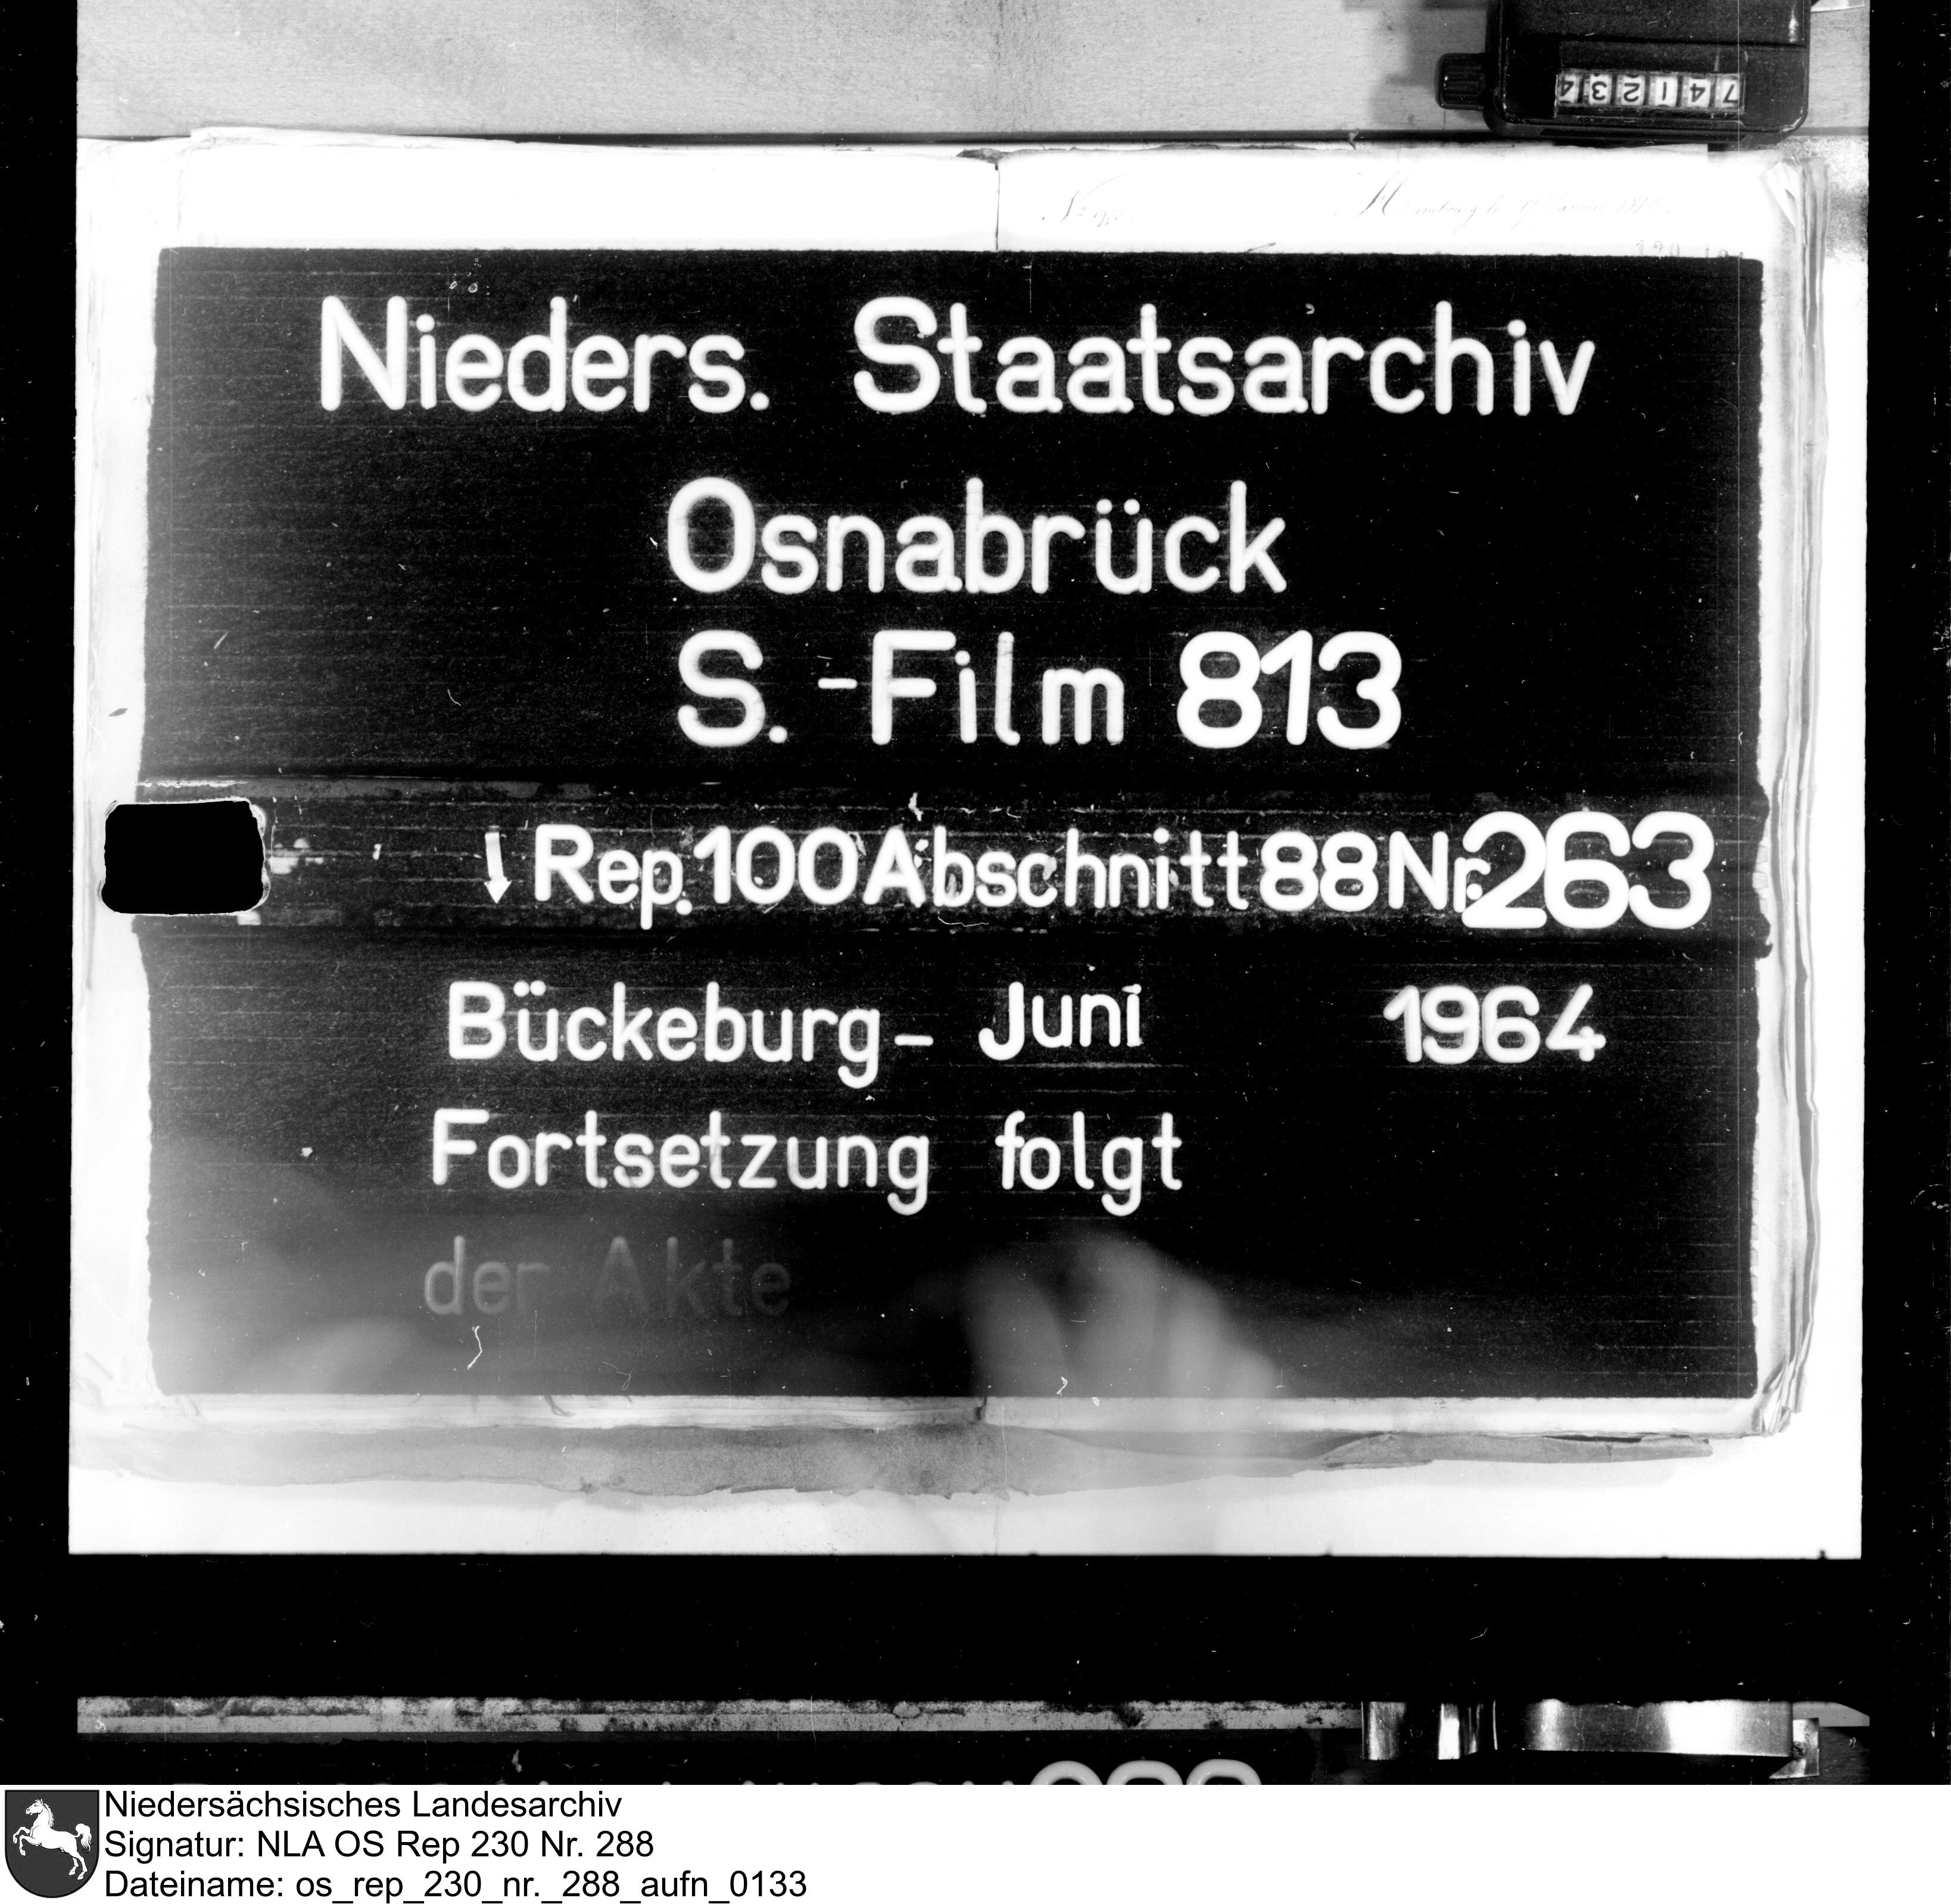 741234
Nieders. Staatsarchiv
Osnabrück
S.-Film 813
↓ Rep. 100 Abschnitt 88 Nr. 263
Bückeburg – Juni 1964
Fortsetzung folgt
der Akte
Niedersächsisches Landesarchiv
Signatur: NLA OS Rep 230 Nr. 288
Dateiname: os_rep_230_nr._288_aufn_0133